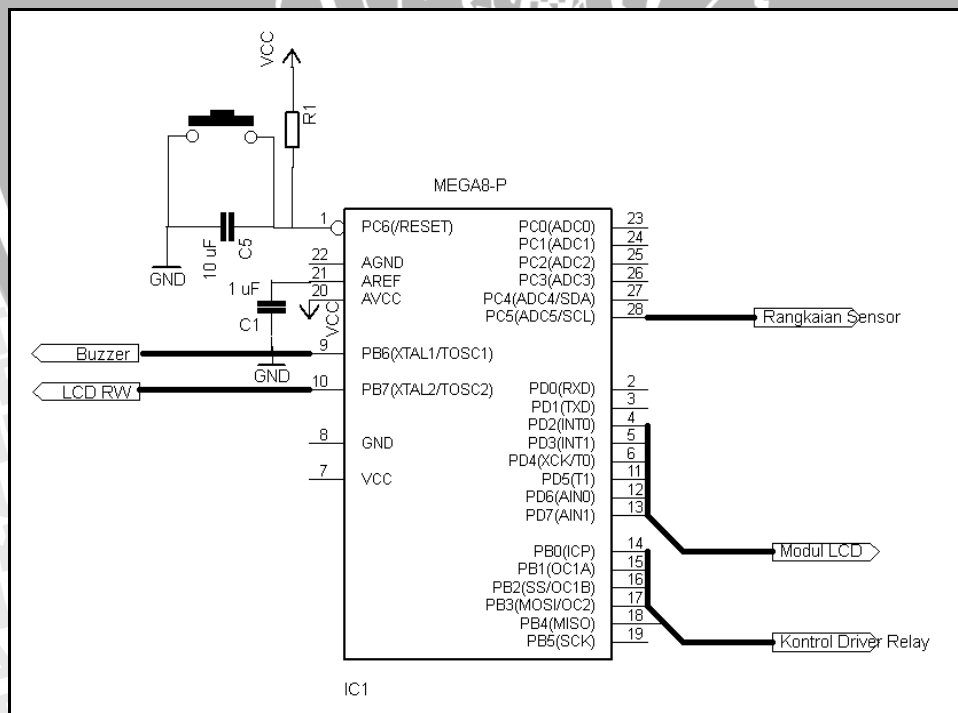 VCC
R1
MEGA8-P
1
PC6(/RESET)
10 uF
C5
GND
22
AGND
21
AREF
20
AVCC
1 uF
C1
VCC
GND
Buzzer
9
PB6(XTAL1/TOSC1)
LCD RW
10
PB7(XTAL2/TOSC2)
8
GND
7
VCC
PC0(ADC0)
23
PC1(ADC1)
24
PC2(ADC2)
25
PC3(ADC3)
26
PC4(ADC4/SDA)
27
PC5(ADC5/SCL)
28
Rangkaian Sensor
PD0(RXD)
2
PD1(TXD)
3
PD2(INT0)
4
PD3(INT1)
5
PD4(XCK/T0)
6
PD5(T1)
11
PD6(AIN0)
12
PD7(AIN1)
13
Modul LCD
PB0(ICP)
14
PB1(OC1A)
15
PB2(SS/OC1B)
16
PB3(MOSI/OC2)
17
PB4(MISO)
18
PB5(SCK)
19
Kontrol Driver Relay
IC1